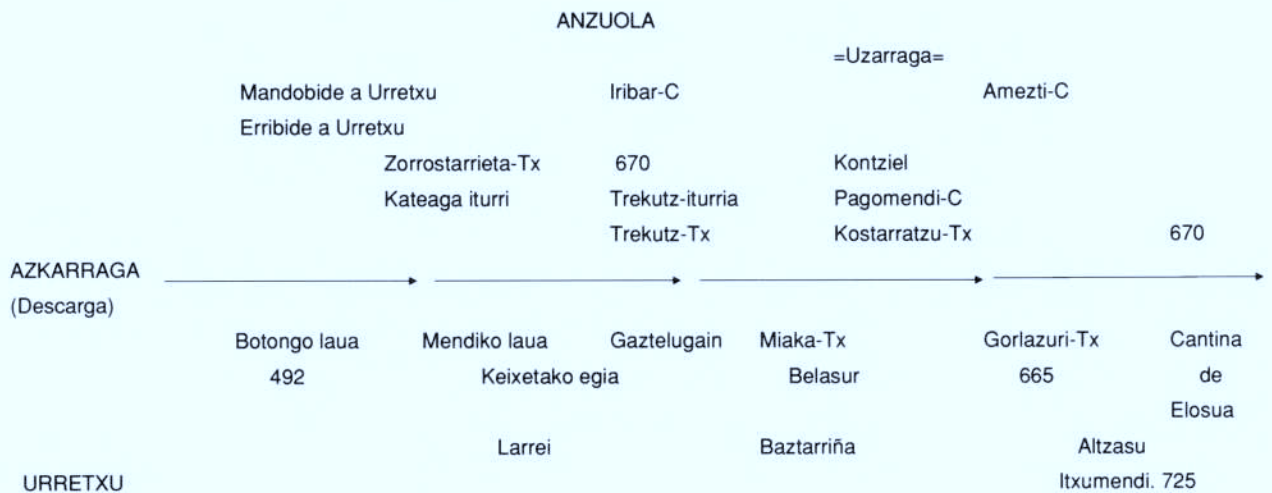 ANZUOLA
=Uzarraga=
Mandobide a Urretxu Iribar-C Amezti-C
Erribide a Urretxu
Zorrostarrieta-Tx 670 Kontziel
Kateaga iturri Trekutz-iturria Pagomendi-C
Trekutz-Tx Kostarratzu-Tx 670
AZKARRAGA
(Descarga)
Botongo laua Mendiko laua Gaztelugain Miaka-Tx Gorlazuri-Tx Cantina
492 Keixetako egia Belasur 665 de
Elosua
Larrei Baztarriña Altzasu
URRETXU Itxumendi. 725